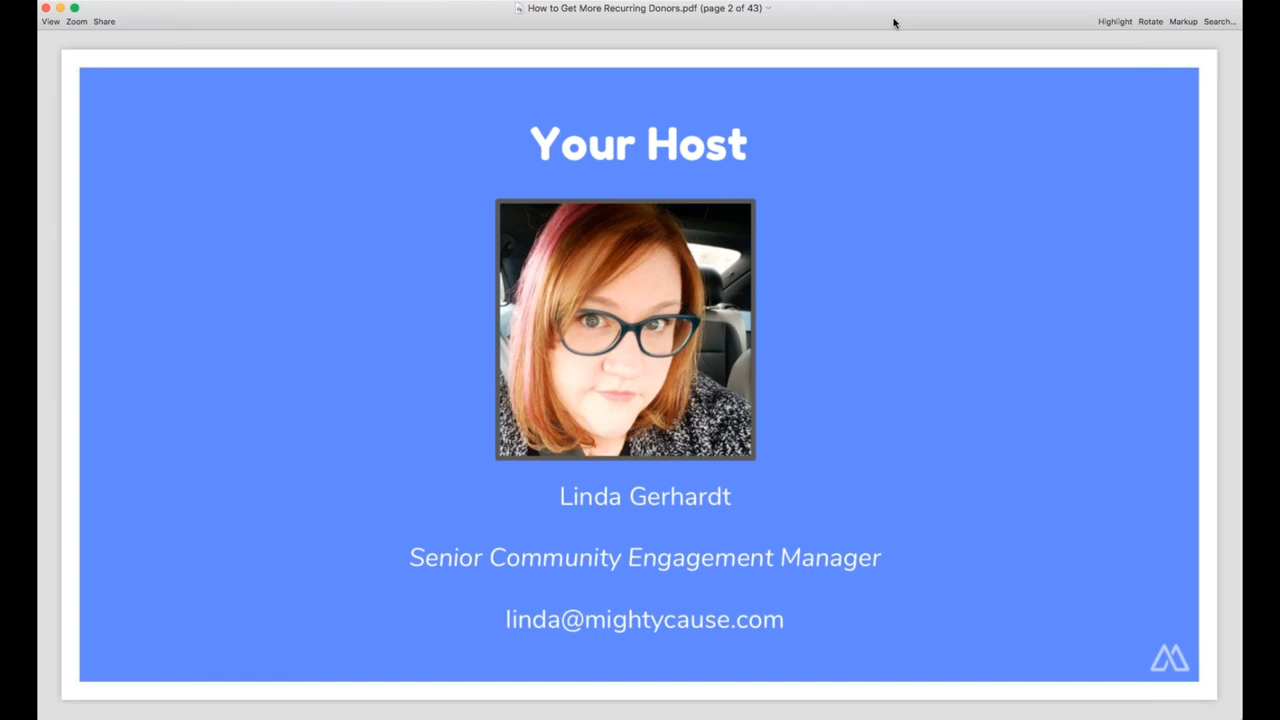 How to Get More Recurring Donors.pdf (page 2 of 43)
View Zoom Share
Highlight Rotate Markup Search...
Your Host
Linda Gerhardt
Senior Community Engagement Manager
linda@mightycause.com